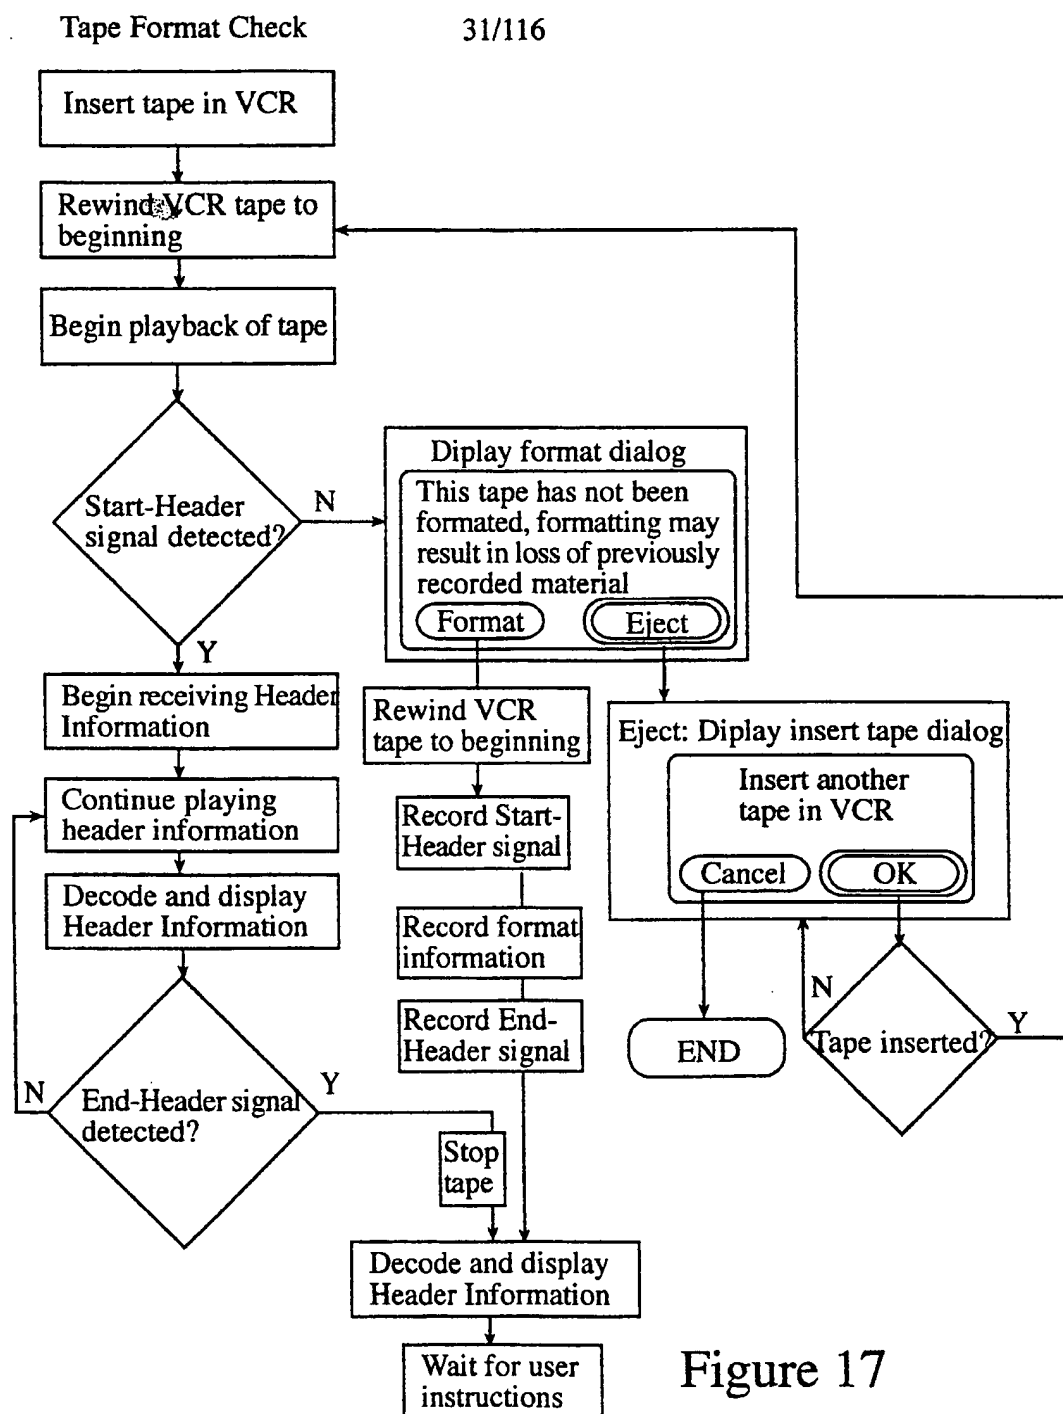 Tape Format Check
31/116
Insert tape in VCR
Rewind VCR tape to
beginning
Begin playback of tape
Start-Header
signal detected?
N
Y
Diplay format dialog
This tape has not been
formated, formatting may
result in loss of previously
recorded material
Format
Eject
Begin receiving Header
Information
Continue playing
header information
Decode and display
Header Information
End-Header signal
detected?
N
Y
Rewind VCR
tape to beginning
Record Start-
Header signal
Record format
information
Record End-
Header signal
Eject: Diplay insert tape dialog
Insert another
tape in VCR
Cancel
OK
END
Tape inserted?
N
Y
Stop
tape
Decode and display
Header Information
Wait for user
instructions
Figure 17